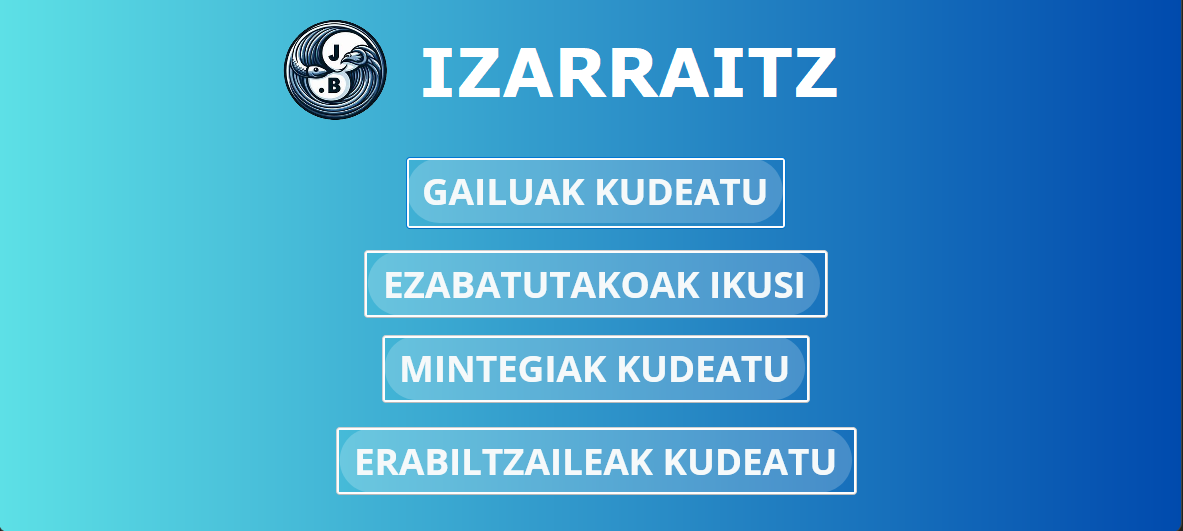 J
.B
IZARRAITZ
GAILUAK KUDEATU
EZABATUTAKOAK IKUSI
MINTEGIAK KUDEATU
ERABILTZAILEAK KUDEATU